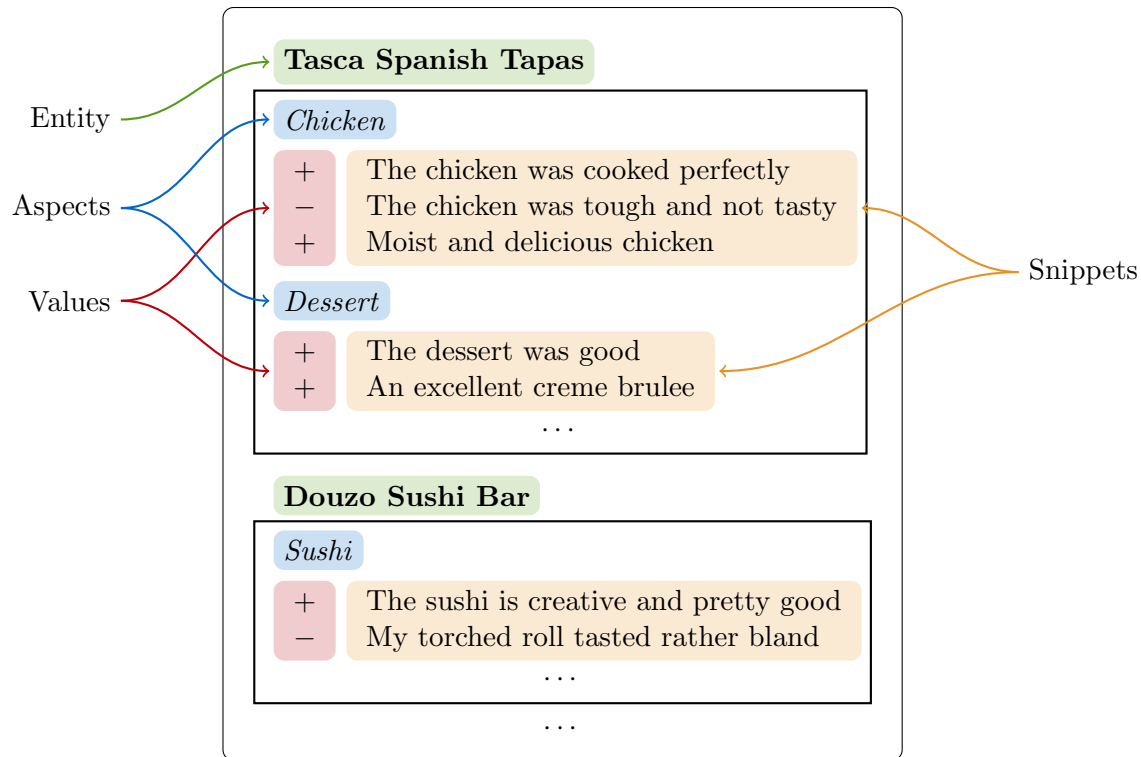 Tasca Spanish Tapas
Entity
Chicken
+ The chicken was cooked perfectly
Aspects
− The chicken was tough and not tasty
+ Moist and delicious chicken
Snippets
Values
Dessert
+ The dessert was good
+ An excellent creme brulee
...
Douzo Sushi Bar
Sushi
+ The sushi is creative and pretty good
− My torched roll tasted rather bland
...
...